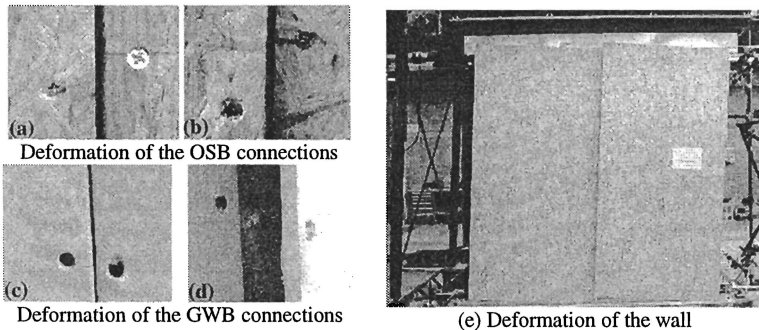 (a)
(b)
Deformation of the OSB connections
(c)
(d)
Deformation of the GWB connections
(e) Deformation of the wall